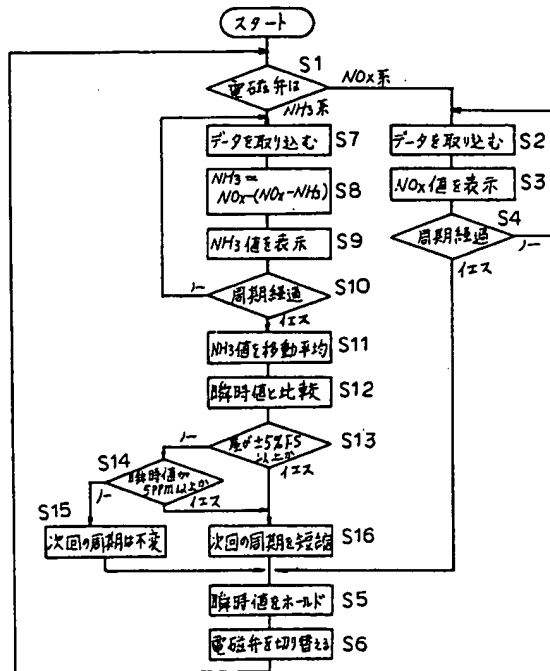 スタート
S1
電磁弁は
NOx系
NH3系
データを取り込む S7
データを取り込む S2
NH3=
NOx-(NOx-NH3) S8
NOx値を表示 S3
NH3値を表示 S9
S4
周期経過
ノー
イエス
ノー
周期経過 S10
イエス
NH3値を移動平均 S11
瞬時値と比較 S12
ノー
差が±5%FS
以上か
S13
イエス
S14
瞬時値が
5PPM以上か
ノー
イエス
S15
次回の周期は不変
次回の周期を短縮 S16
瞬時値をホールド S5
電磁弁を切り替える S6